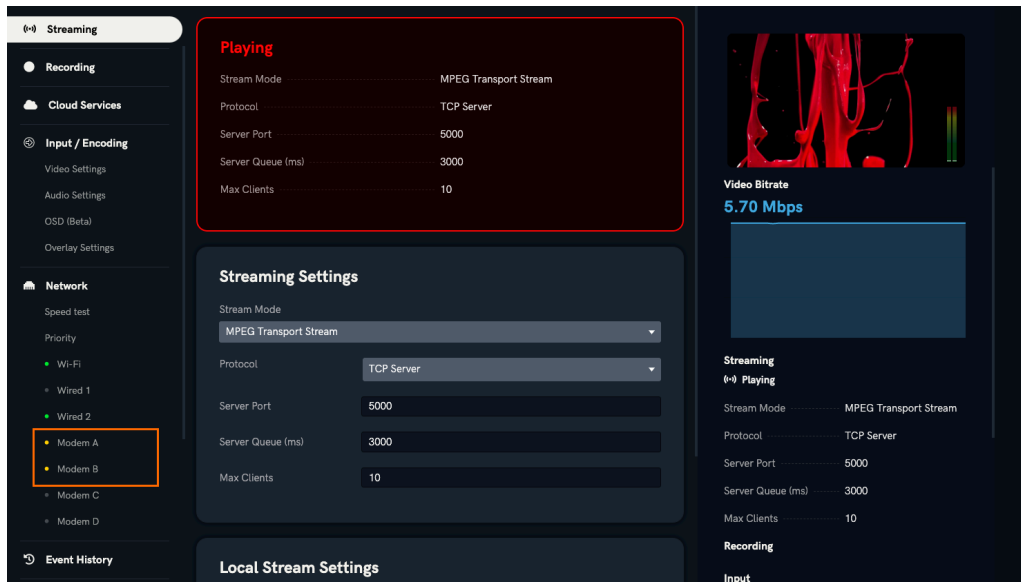 Streaming
Recording
Cloud Services
Input / Encoding
Video Settings
Audio Settings
OSD (Beta)
Overlay Settings
Network
Speed test
Priority
Wi-Fi
Wired 1
Wired 2
Modem A
Modem B
Modem C
Modem D
Event History
Playing
Stream Mode MPEG Transport Stream
Protocol TCP Server
Server Port 5000
Server Queue (ms) 3000
Max Clients 10
Streaming Settings
Stream Mode
MPEG Transport Stream
Protocol TCP Server
Server Port 5000
Server Queue (ms) 3000
Max Clients 10
Local Stream Settings
Video Bitrate
5.70 Mbps
Streaming
Playing
Stream Mode MPEG Transport Stream
Protocol TCP Server
Server Port 5000
Server Queue (ms) 3000
Max Clients 10
Recording
Input